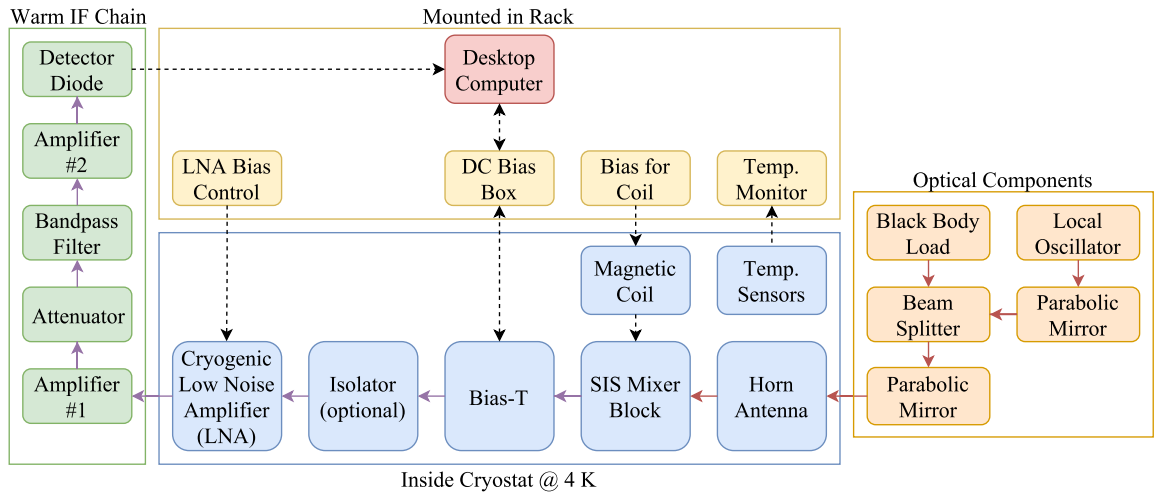 Warm IF Chain
Mounted in Rack
Detector
Diode
Desktop
Computer
Amplifier
#2
LNA Bias
Control
DC Bias
Box
Bias for
Coil
Temp.
Monitor
Optical Components
Bandpass
Filter
Black Body
Load
Local
Oscillator
Magnetic
Coil
Temp.
Sensors
Attenuator
Beam
Splitter
Parabolic
Mirror
Amplifier
#1
Cryogenic
Low Noise
Amplifier
(LNA)
Isolator
(optional)
Bias-T
SIS Mixer
Block
Horn
Antenna
Parabolic
Mirror
Inside Cryostat @ 4 K